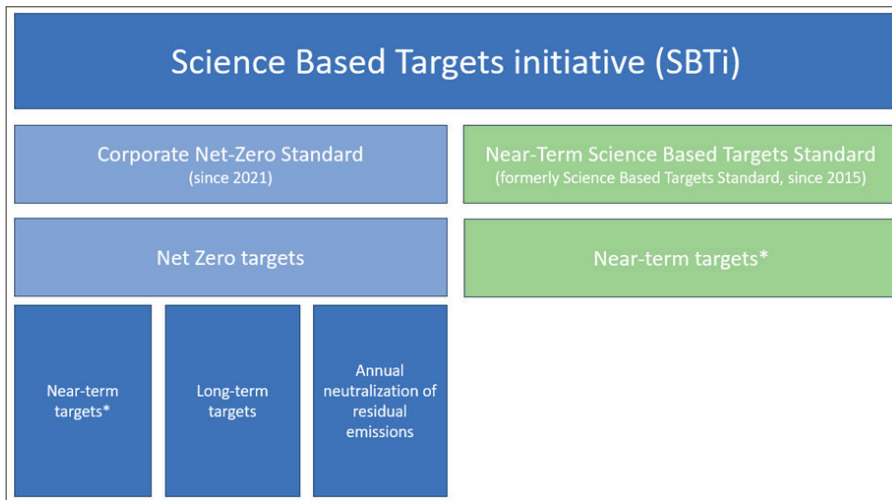 Science Based Targets initiative (SBTi)
Corporate Net-Zero Standard
(since 2021)
Near-Term Science Based Targets Standard
(formerly Science Based Targets Standard, since 2015)
Net Zero targets
Near-term targets*
Near-term
targets*
Long-term
targets
Annual
neutralization of
residual
emissions